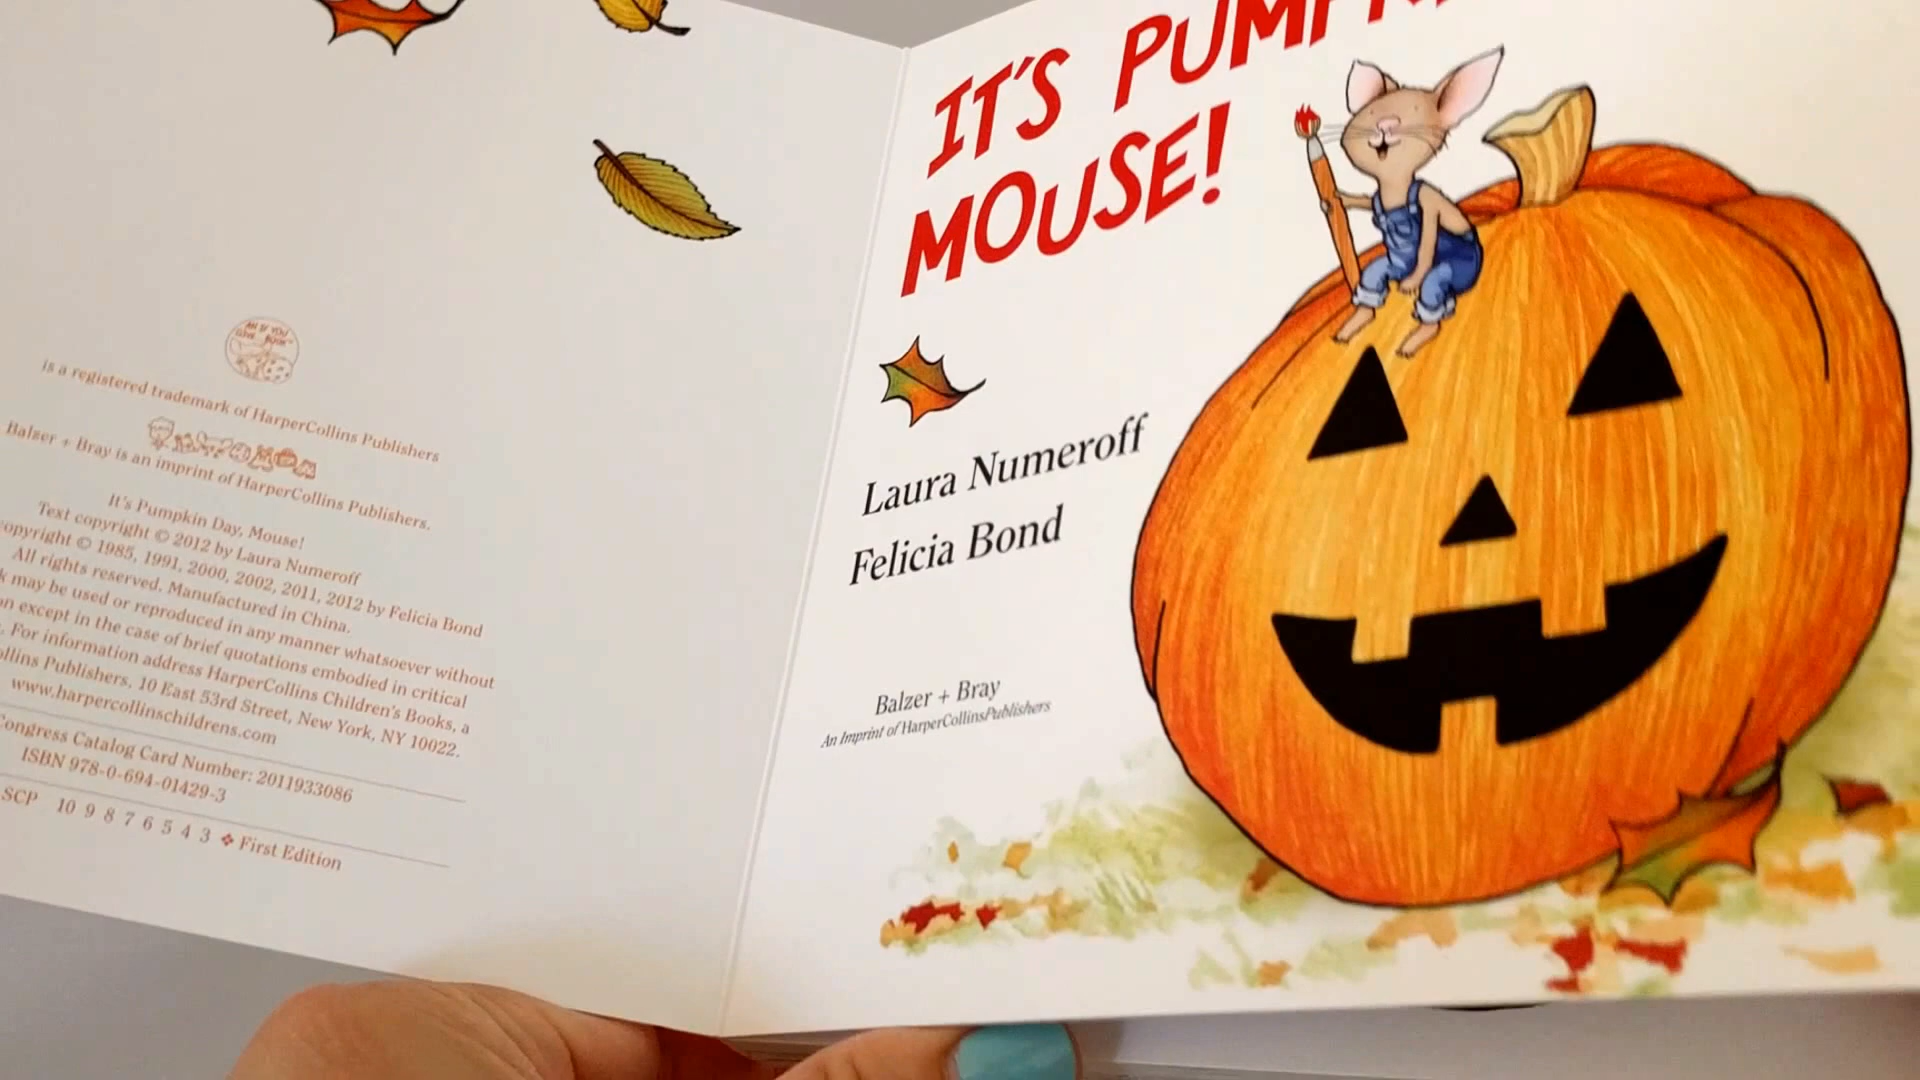 is a registered trademark of HarperCollins Publishers
Balzer + Bray is an imprint of HarperCollins Publishers.
It's Pumpkin Day, Mouse!
Text copyright © 2012 by Laura Numeroff
copyright © 1985, 1991, 2000, 2002, 2011, 2012 by Felicia Bond
All rights reserved. Manufactured in China.
may be used or reproduced in any manner whatsoever without
except in the case of brief quotations embodied in critical
For information address HarperCollins Children's Books, a
Publishers, 10 East 53rd Street, New York, NY 10022.
www.harpercollinschildrens.com
Congress Catalog Card Number: 2011933086
ISBN 978-0-694-01429-3
SCP 10 9 8 7 6 5 4 3 ❖ First Edition
IT'S PUMPK
MOUSE!
Laura Numeroff
Felicia Bond
Balzer + Bray
An Imprint of HarperCollinsPublishers